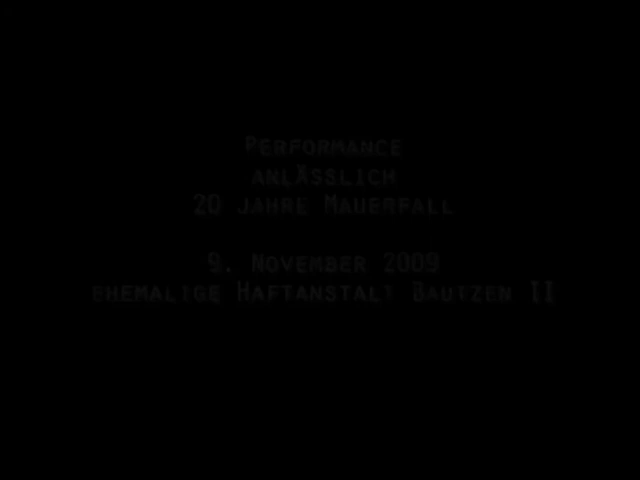 PERFORMANCE
ANLÄSSLICH
20 JAHRE MAUERFALL
9. NOVEMBER 2009
EHEMALIGE HAFTANSTALT BAUTZEN II